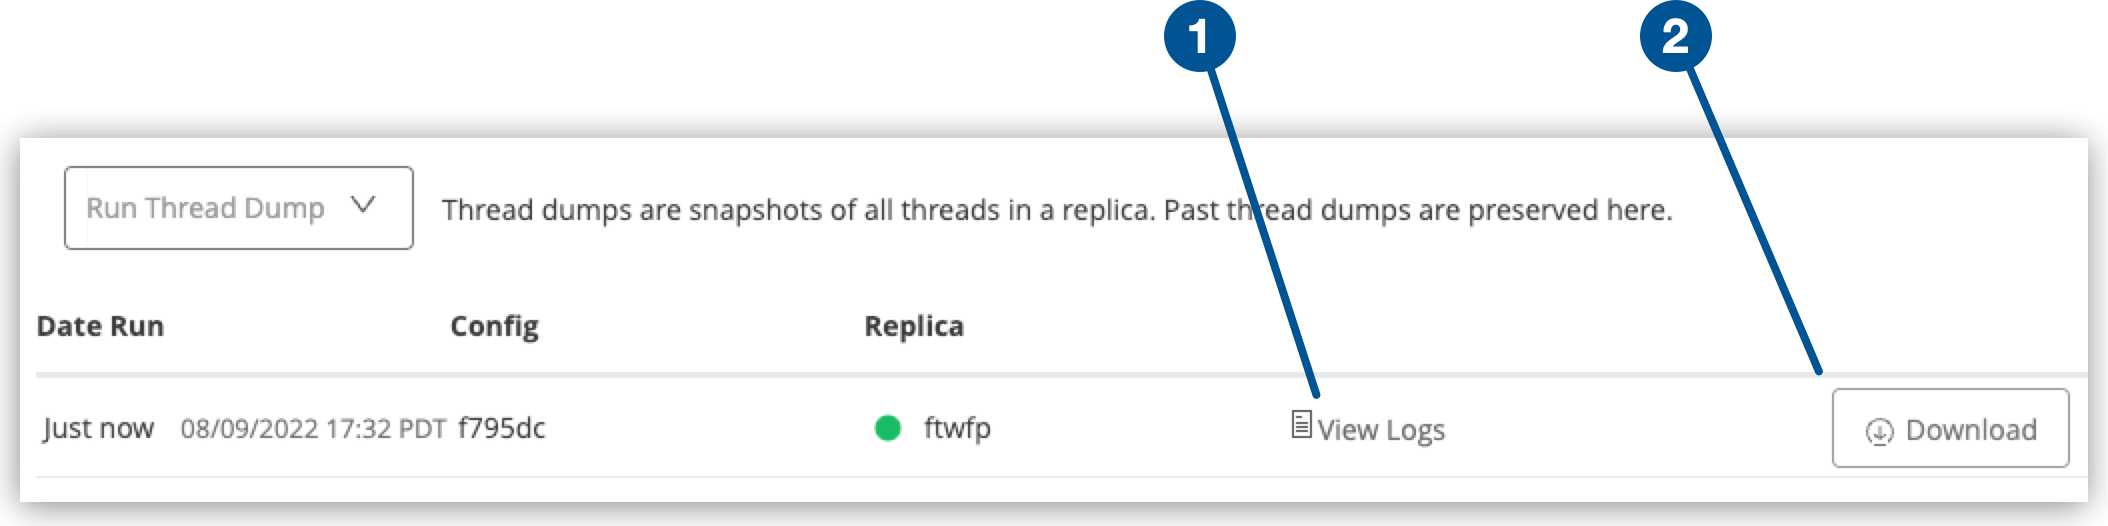 1 2
Run Thread Dump Thread dumps are snapshots of all threads in a replica. Past thread dumps are preserved here.
Date Run Config Replica
Just now 08/09/2022 17:32 PDT f795dc ftwfp View Logs Download